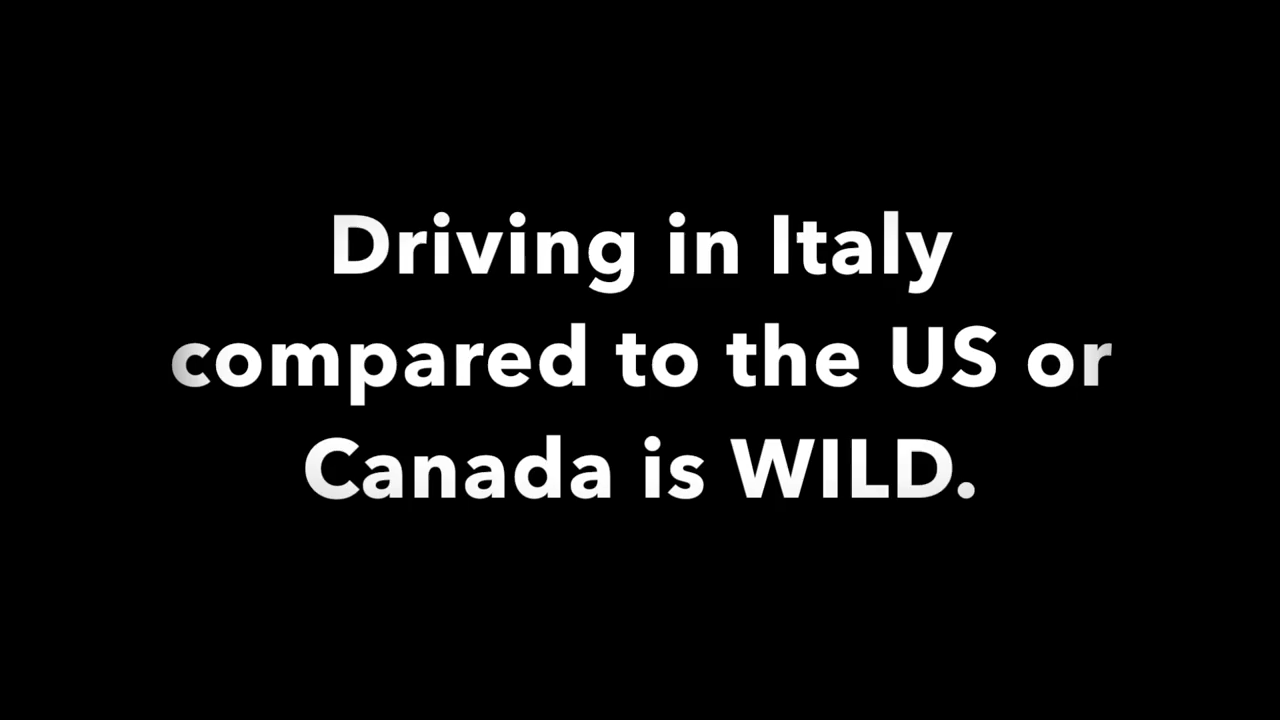 Driving in Italy
compared to the US or
Canada is WILD.